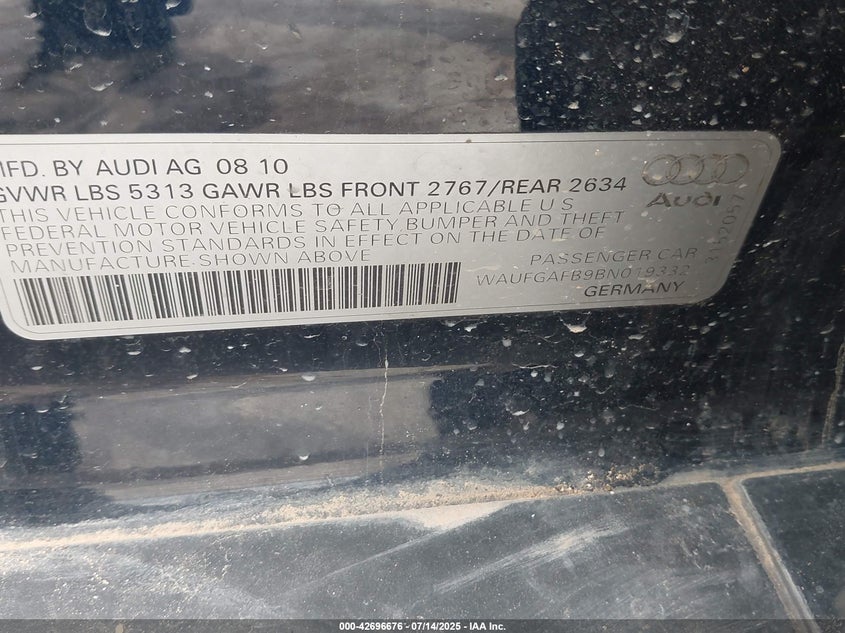 MFD. BY AUDI AG 08 10
GVWR LBS 5313 GAWR LBS FRONT 2767/REAR 2634
THIS VEHICLE CONFORMS TO ALL APPLICABLE U S
FEDERAL MOTOR VEHICLE SAFETY, BUMPER AND THEFT
PREVENTION STANDARDS IN EFFECT ON THE DATE OF
MANUFACTURE SHOWN ABOVE
PASSENGER CAR
WAUFGAFB9BN019332
GERMANY
Audi
3152057
000-42696676 - 07/14/2025 - IAA Inc.